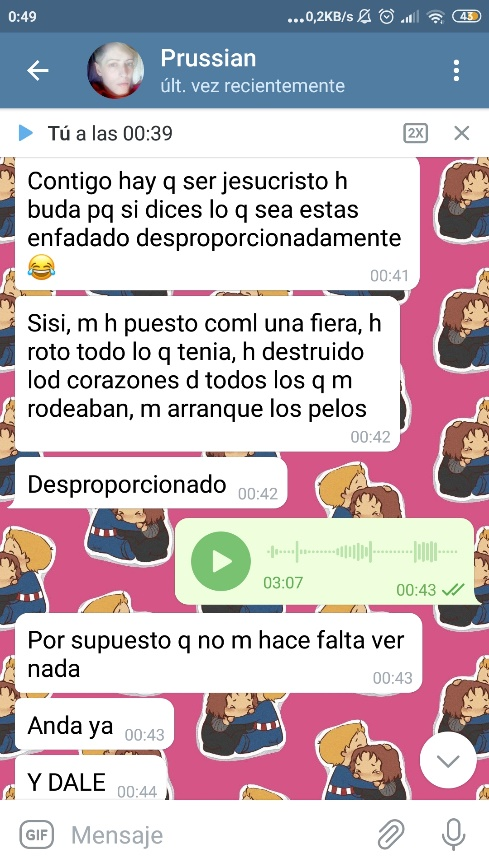 0:49
...0,2KB/s
43
Prussian
últ. vez recientemente
Tú a las 00:39
2X
Contigo hay q ser jesucristo h
buda pq si dices lo q sea estas
enfadado desproporcionadamente
😂
00:41
Sisi, m h puesto coml una fiera, h
roto todo lo q tenia, h destruido
lod corazones d todos los q m
rodeaban, m arranque los pelos
00:42
Desproporcionado
00:42
03:07
00:43
Por supuesto q no m hace falta ver
nada
00:43
Anda ya
00:43
Y DALE
00:44
GIF
Mensaje